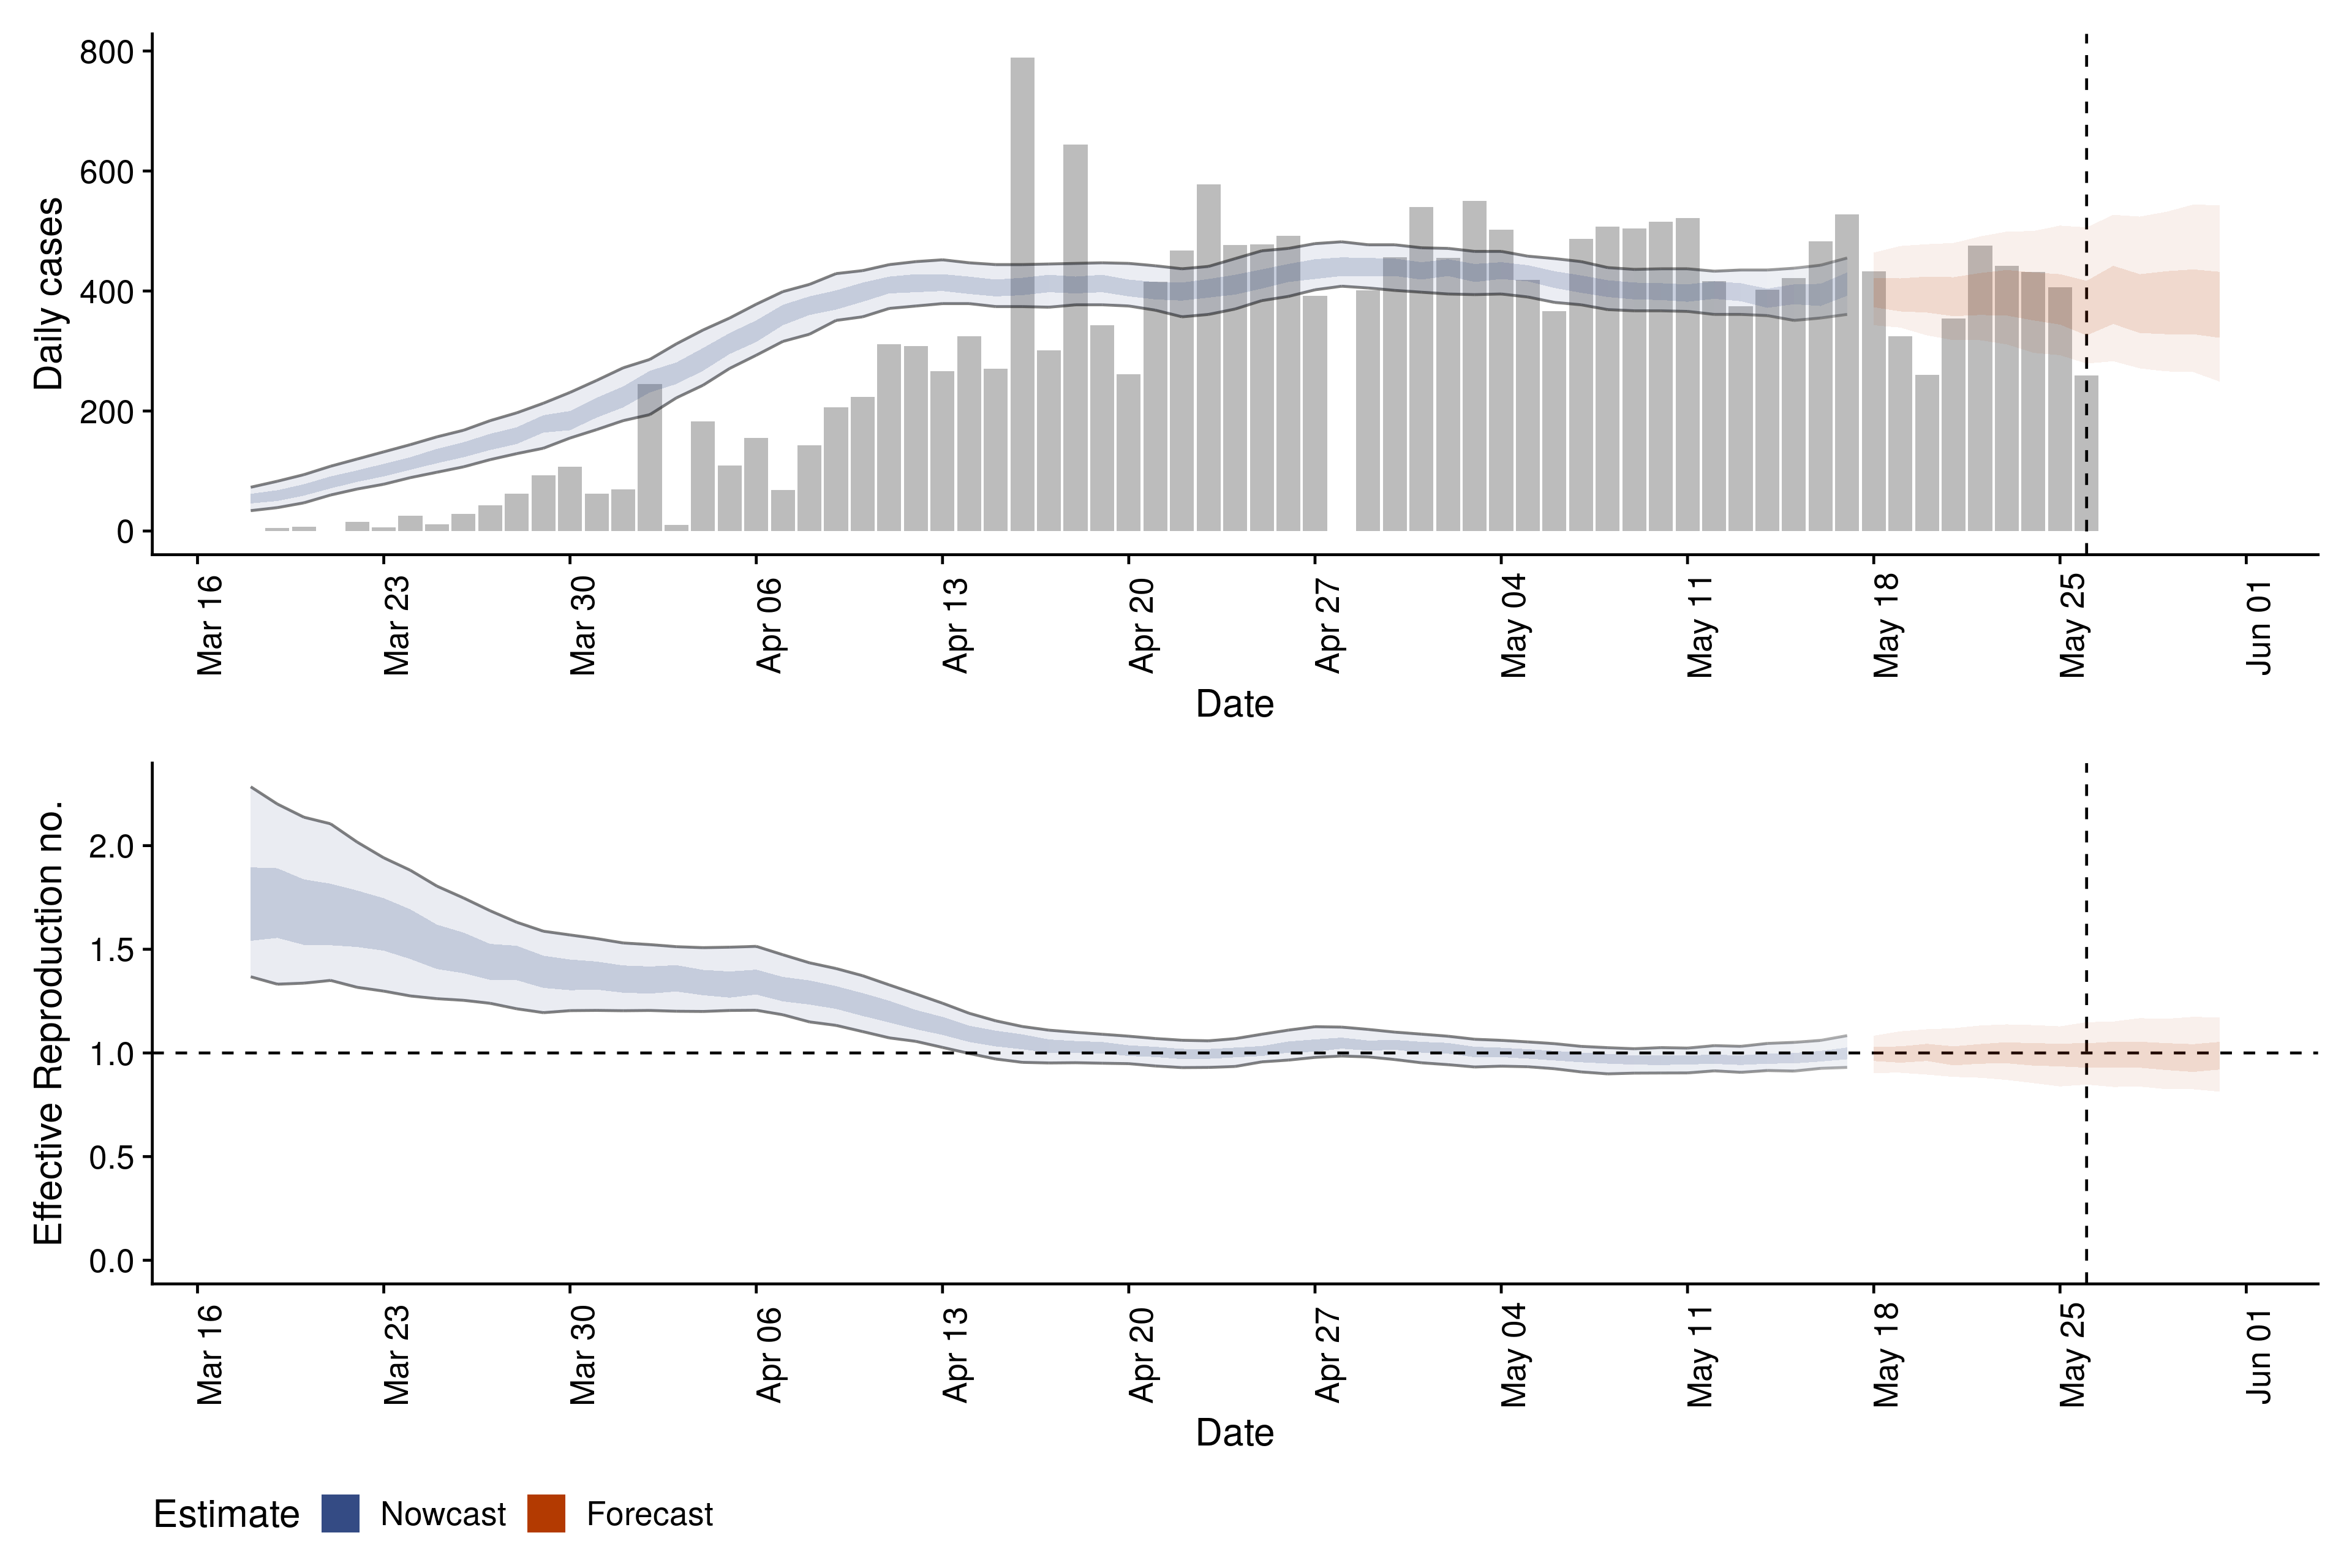 800
600
400
200
0
Daily cases
Mar 16
Mar 23
Mar 30
Apr 06
Apr 13
Apr 20
Apr 27
May 04
May 11
May 18
May 25
Jun 01
Date
2.0
1.5
1.0
0.5
0.0
Effective Reproduction no.
Mar 16
Mar 23
Mar 30
Apr 06
Apr 13
Apr 20
Apr 27
May 04
May 11
May 18
May 25
Jun 01
Date
Estimate Nowcast Forecast